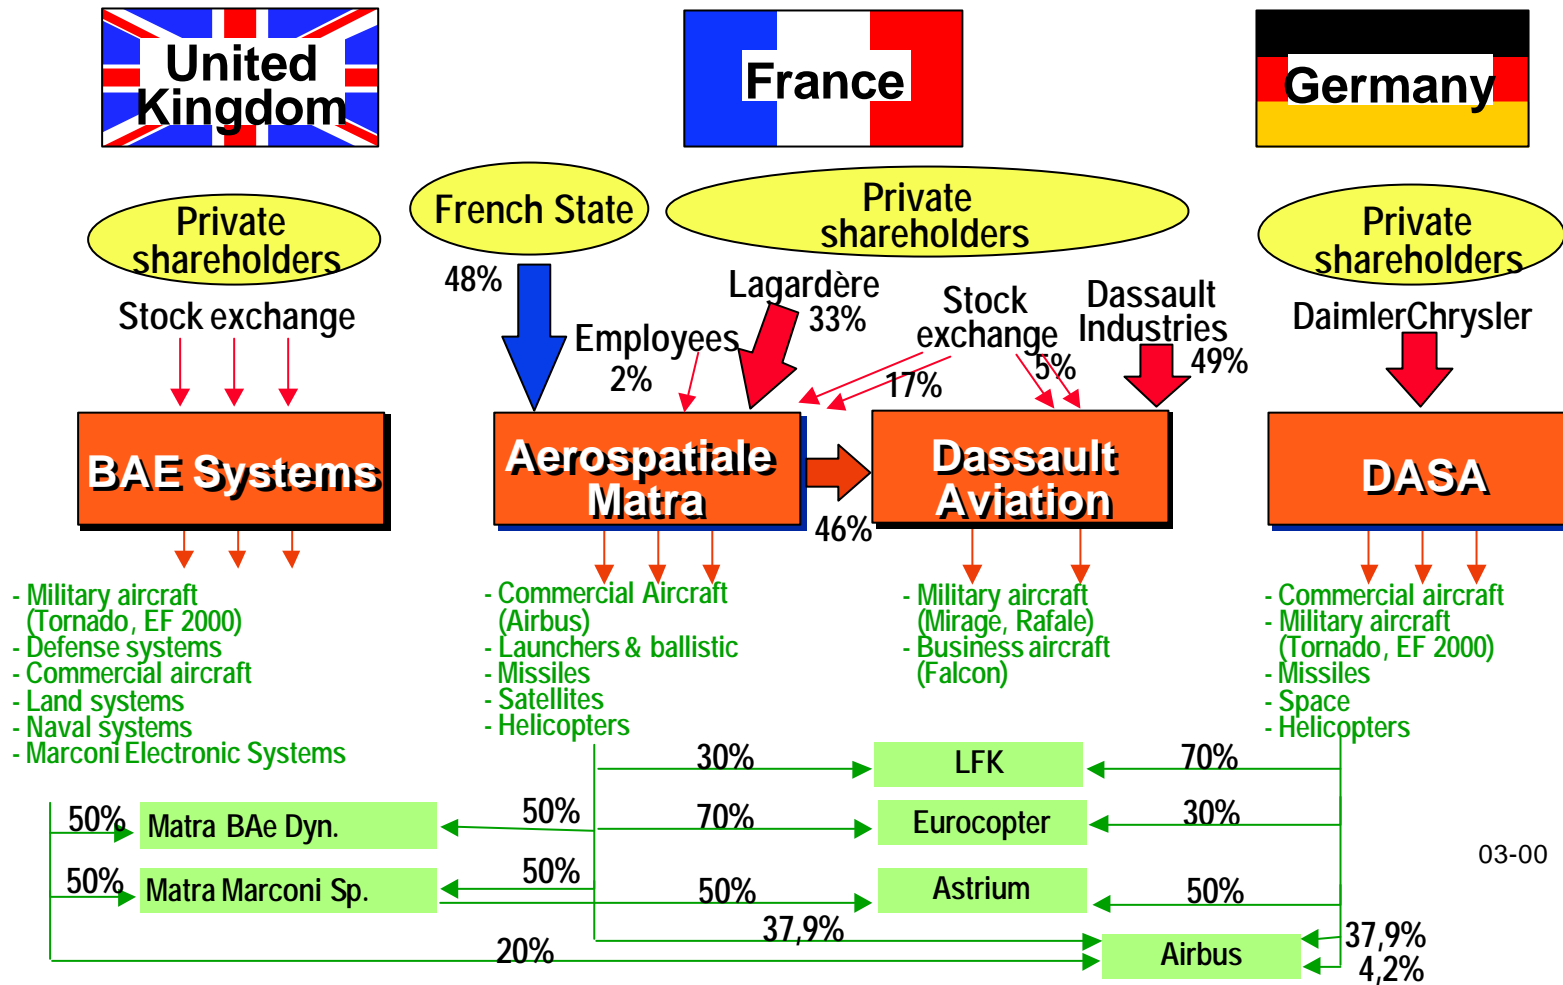 United
Kingdom
France
Germany
Private
shareholders
French State
Private
shareholders
Private
shareholders
Stock exchange
48%
Employees
2%
Lagardère
33%
Stock
exchange
17%
5%
Dassault
Industries
49%
DaimlerChrysler
BAE Systems
Aerospatiale
Matra
46%
Dassault
Aviation
DASA
- Military aircraft
(Tornado, EF 2000)
- Defense systems
- Commercial aircraft
- Land systems
- Naval systems
- Marconi Electronic Systems
- Commercial Aircraft
(Airbus)
- Launchers & ballistic
- Missiles
- Satellites
- Helicopters
- Military aircraft
(Mirage, Rafale)
- Business aircraft
(Falcon)
- Commercial aircraft
- Military aircraft
(Tornado, EF 2000)
- Missiles
- Space
- Helicopters
30%
LFK
70%
50%
Matra BAe Dyn.
50%
70%
Eurocopter
30%
03-00
50%
Matra Marconi Sp.
50%
50%
Astrium
50%
37,9%
20%
Airbus
37,9%
4,2%